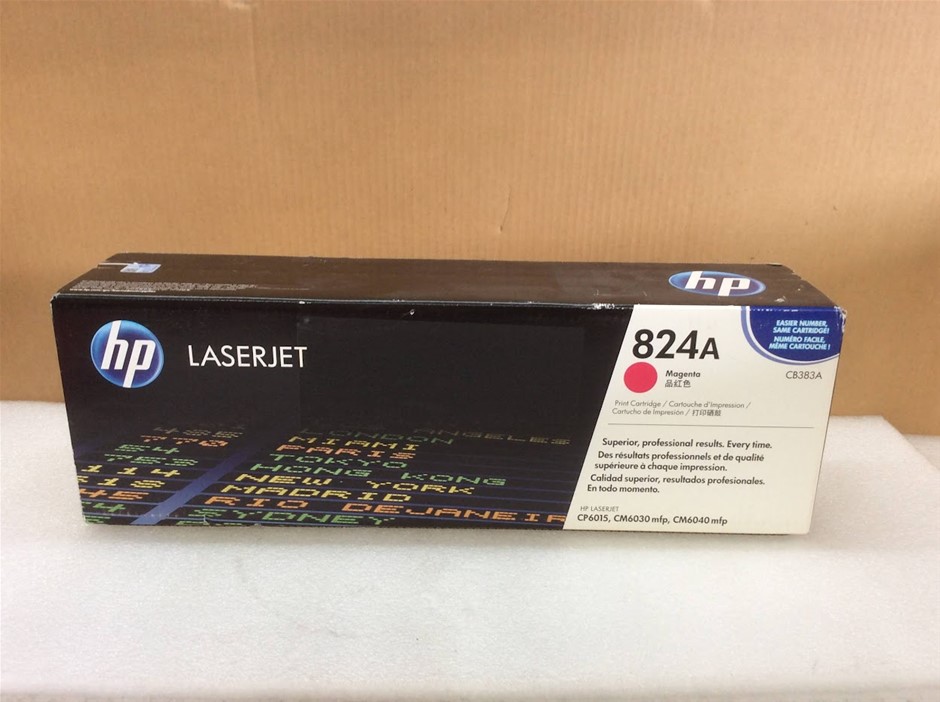 hp
hp
LASERJET
824A
Magenta
品红色
EASIER NUMBER,
SAME CARTRIDGE!
NUMÉRO FACILE,
MÊME CARTOUCHE !
CB383A
Print Cartridge / Cartouche d'Impression /
Cartucho de Impresión / 打印硒鼓
Superior, professional results. Every time.
Des résultats professionnels et de qualité
supérieure à chaque impression.
Calidad superior, resultados profesionales.
En todo momento.
HP LASERJET
CP6015, CM6030 mfp, CM6040 mfp
LONDON ANGELES
MIAMI
PARIS
TOKYO
HONG KONG
114 NEW YORK
MADRID
RIO DEJANEIR
SYDNEY